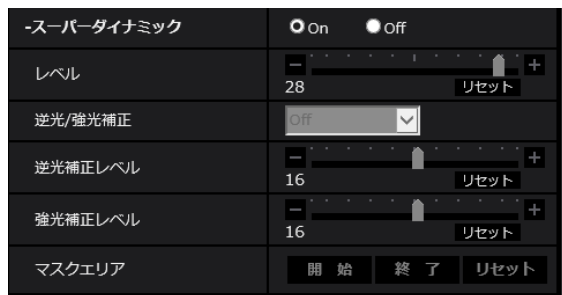 -スーパーダイナミック On Off
レベル − +
28 リセット
逆光/強光補正 Off
逆光補正レベル − +
16 リセット
強光補正レベル − +
16 リセット
マスクエリア 開始 終了 リセット